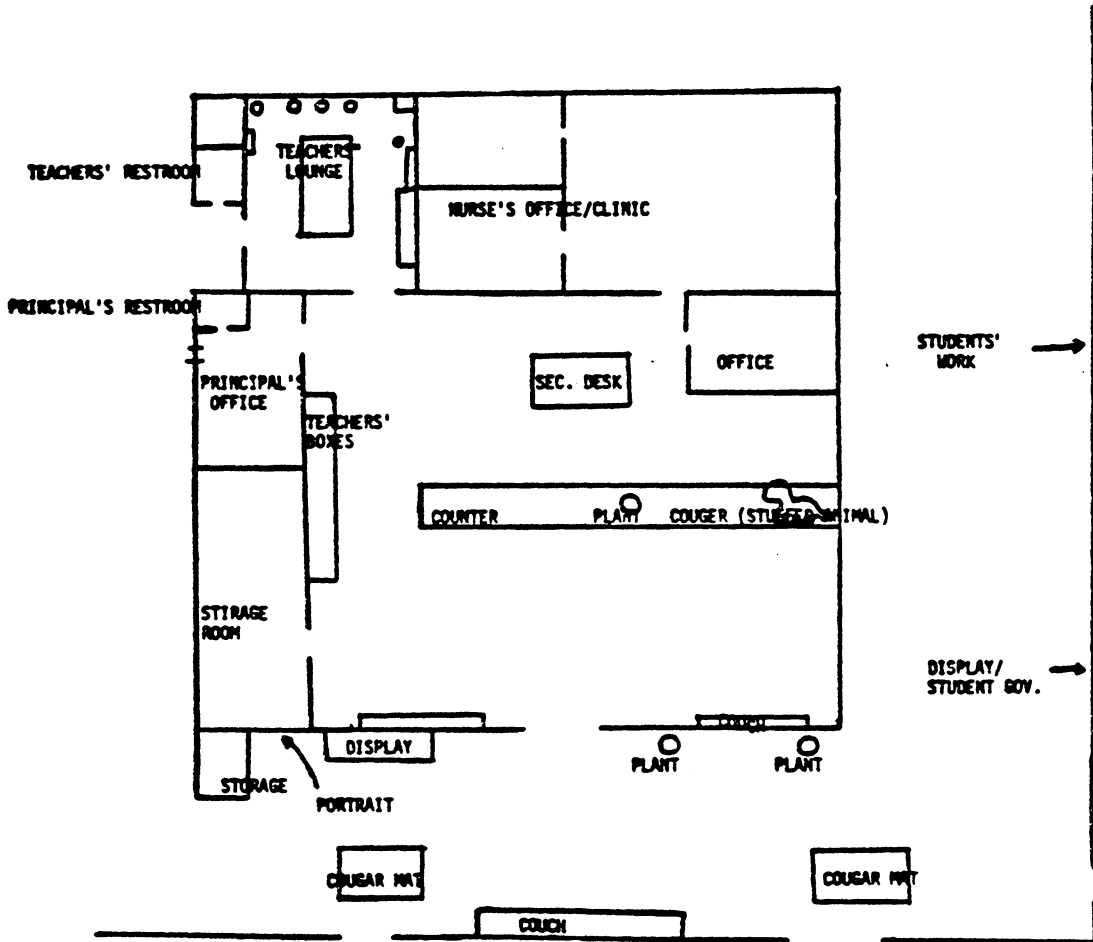 TEACHERS' RESTROOM
TEACHERS'
LOUNGE
NURSE'S OFFICE/CLINIC
PRINCIPAL'S RESTROOM
STUDENTS'
WORK
OFFICE
SEC. DESK
PRINCIPAL'S
OFFICE
TEACHERS'
BOXES
COUNTER
PLANT
COUGER (STUFFED ANIMAL)
STIRAGE
ROOM
DISPLAY/
STUDENT GOV.
COUCH
DISPLAY
PLANT
PLANT
STORAGE
PORTRAIT
COUGAR MAT
COUGAR MAT
COUCH